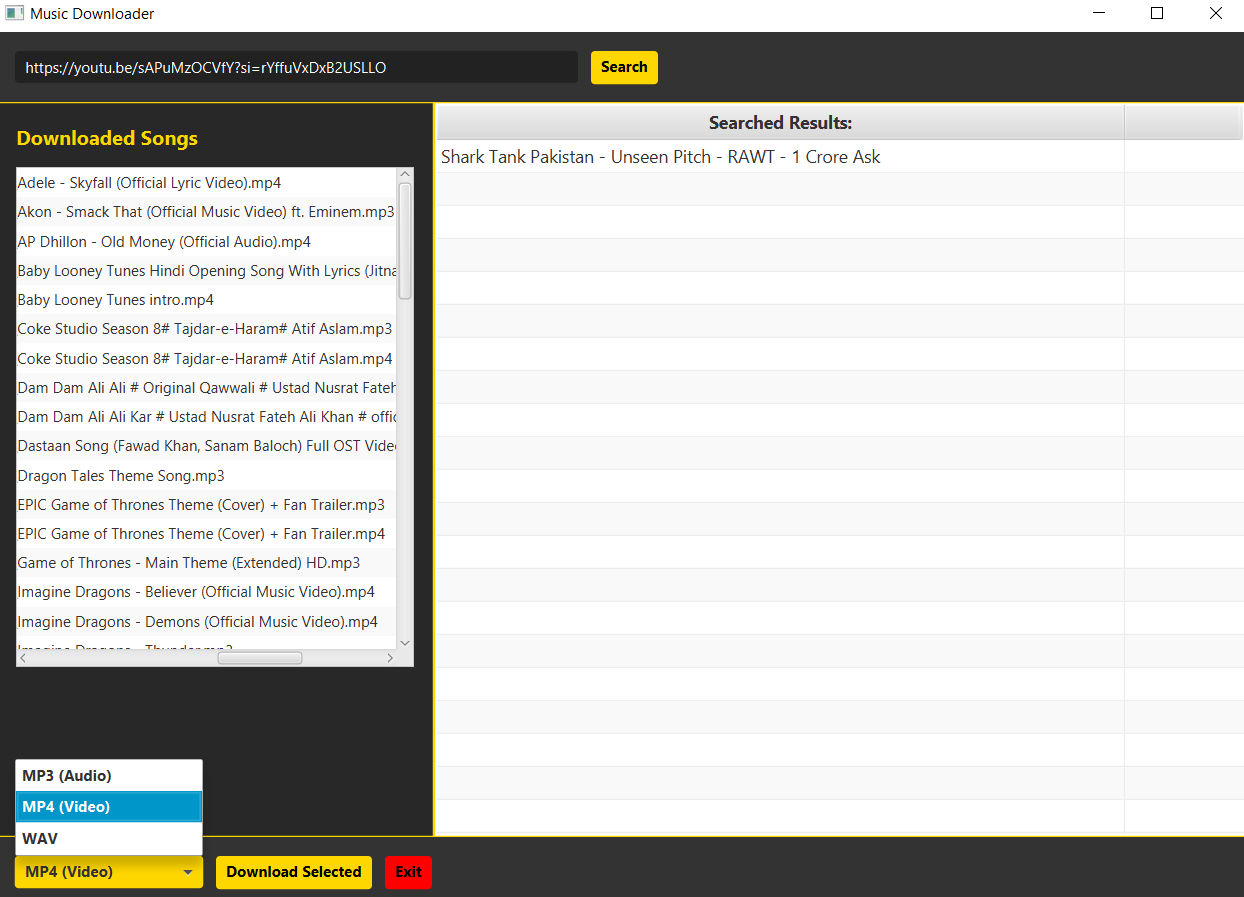 Music Downloader
https://youtu.be/sAPuMzOCVfY?si=rYffuVxDxB2USLLO
Search
Downloaded Songs
Adele - Skyfall (Official Lyric Video).mp4
Akon - Smack That (Official Music Video) ft. Eminem.mp3
AP Dhillon - Old Money (Official Audio).mp4
Baby Looney Tunes Hindi Opening Song With Lyrics (Jitna
Baby Looney Tunes intro.mp4
Coke Studio Season 8# Tajdar-e-Haram# Atif Aslam.mp3
Coke Studio Season 8# Tajdar-e-Haram# Atif Aslam.mp4
Dam Dam Ali Ali # Original Qawwali # Ustad Nusrat Fateh
Dam Dam Ali Ali Kar # Ustad Nusrat Fateh Ali Khan # offic
Dastaan Song (Fawad Khan, Sanam Baloch) Full OST Video
Dragon Tales Theme Song.mp3
EPIC Game of Thrones Theme (Cover) + Fan Trailer.mp3
EPIC Game of Thrones Theme (Cover) + Fan Trailer.mp4
Game of Thrones - Main Theme (Extended) HD.mp3
Imagine Dragons - Believer (Official Music Video).mp4
Imagine Dragons - Demons (Official Music Video).mp4
Imagine Dragons - Thunder.mp3
Searched Results:
Shark Tank Pakistan - Unseen Pitch - RAWT - 1 Crore Ask
MP3 (Audio)
MP4 (Video)
WAV
MP4 (Video)
Download Selected
Exit